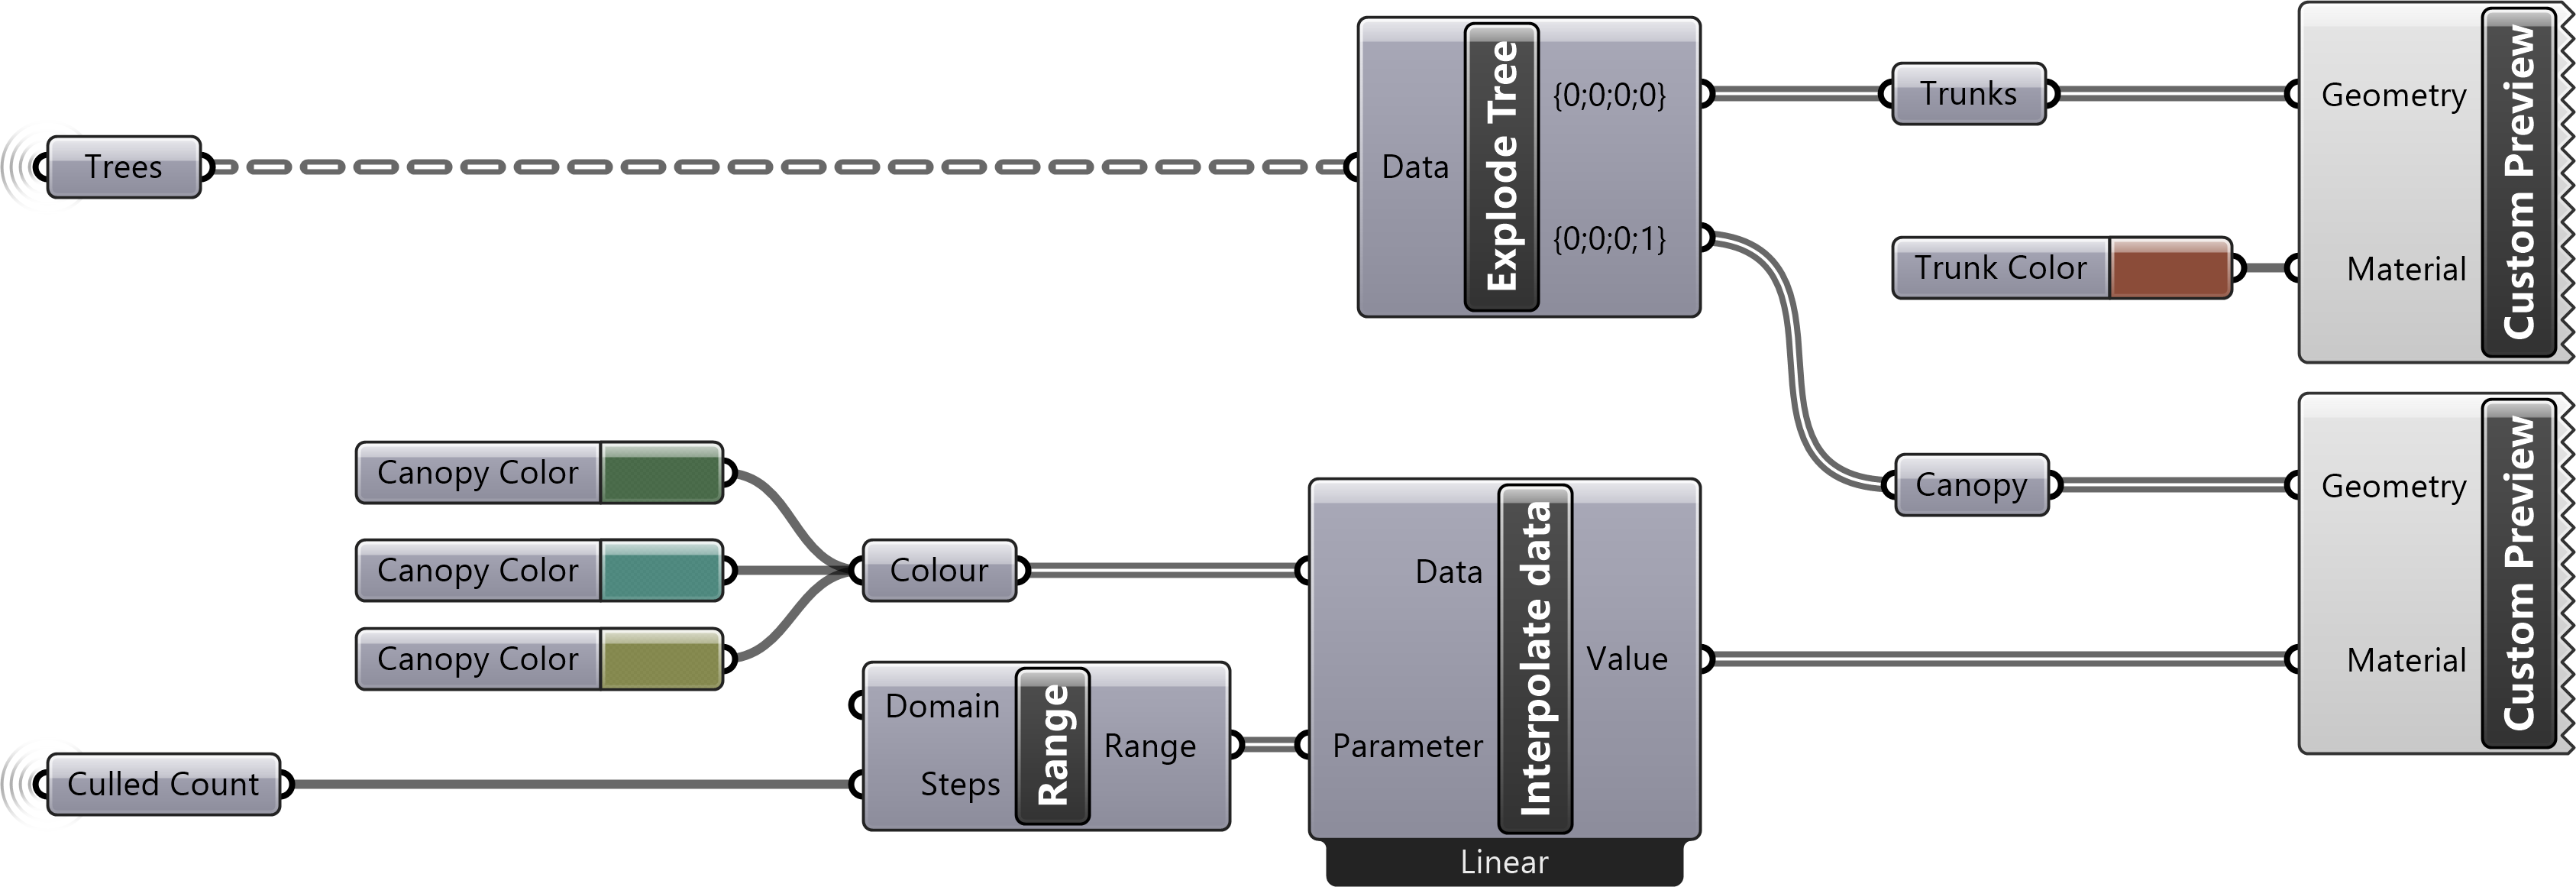 Trees
Data
Explode Tree
{0;0;0;0}
{0;0;0;1}
Trunks
Trunk Color
Geometry
Material
Custom Preview
Canopy Color
Canopy Color
Canopy Color
Colour
Culled Count
Domain
Steps
Range
Range
Data
Parameter
Interpolate data
Value
Linear
Canopy
Geometry
Material
Custom Preview